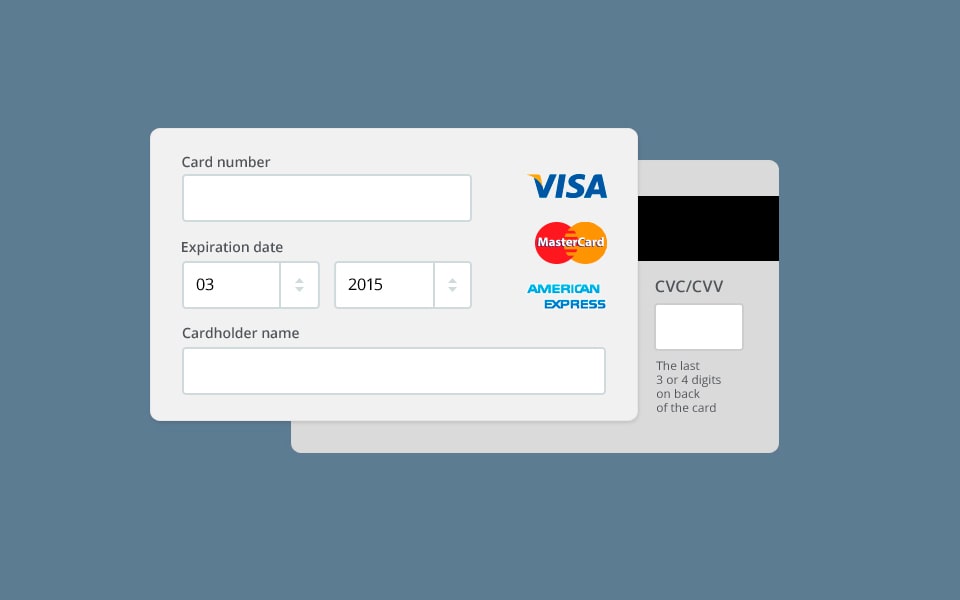 Card number
VISA
Expiration date
MasterCard
03
2015
AMERICAN
EXPRESS
Cardholder name
CVC/CVV
The last
3 or 4 digits
on back
of the card